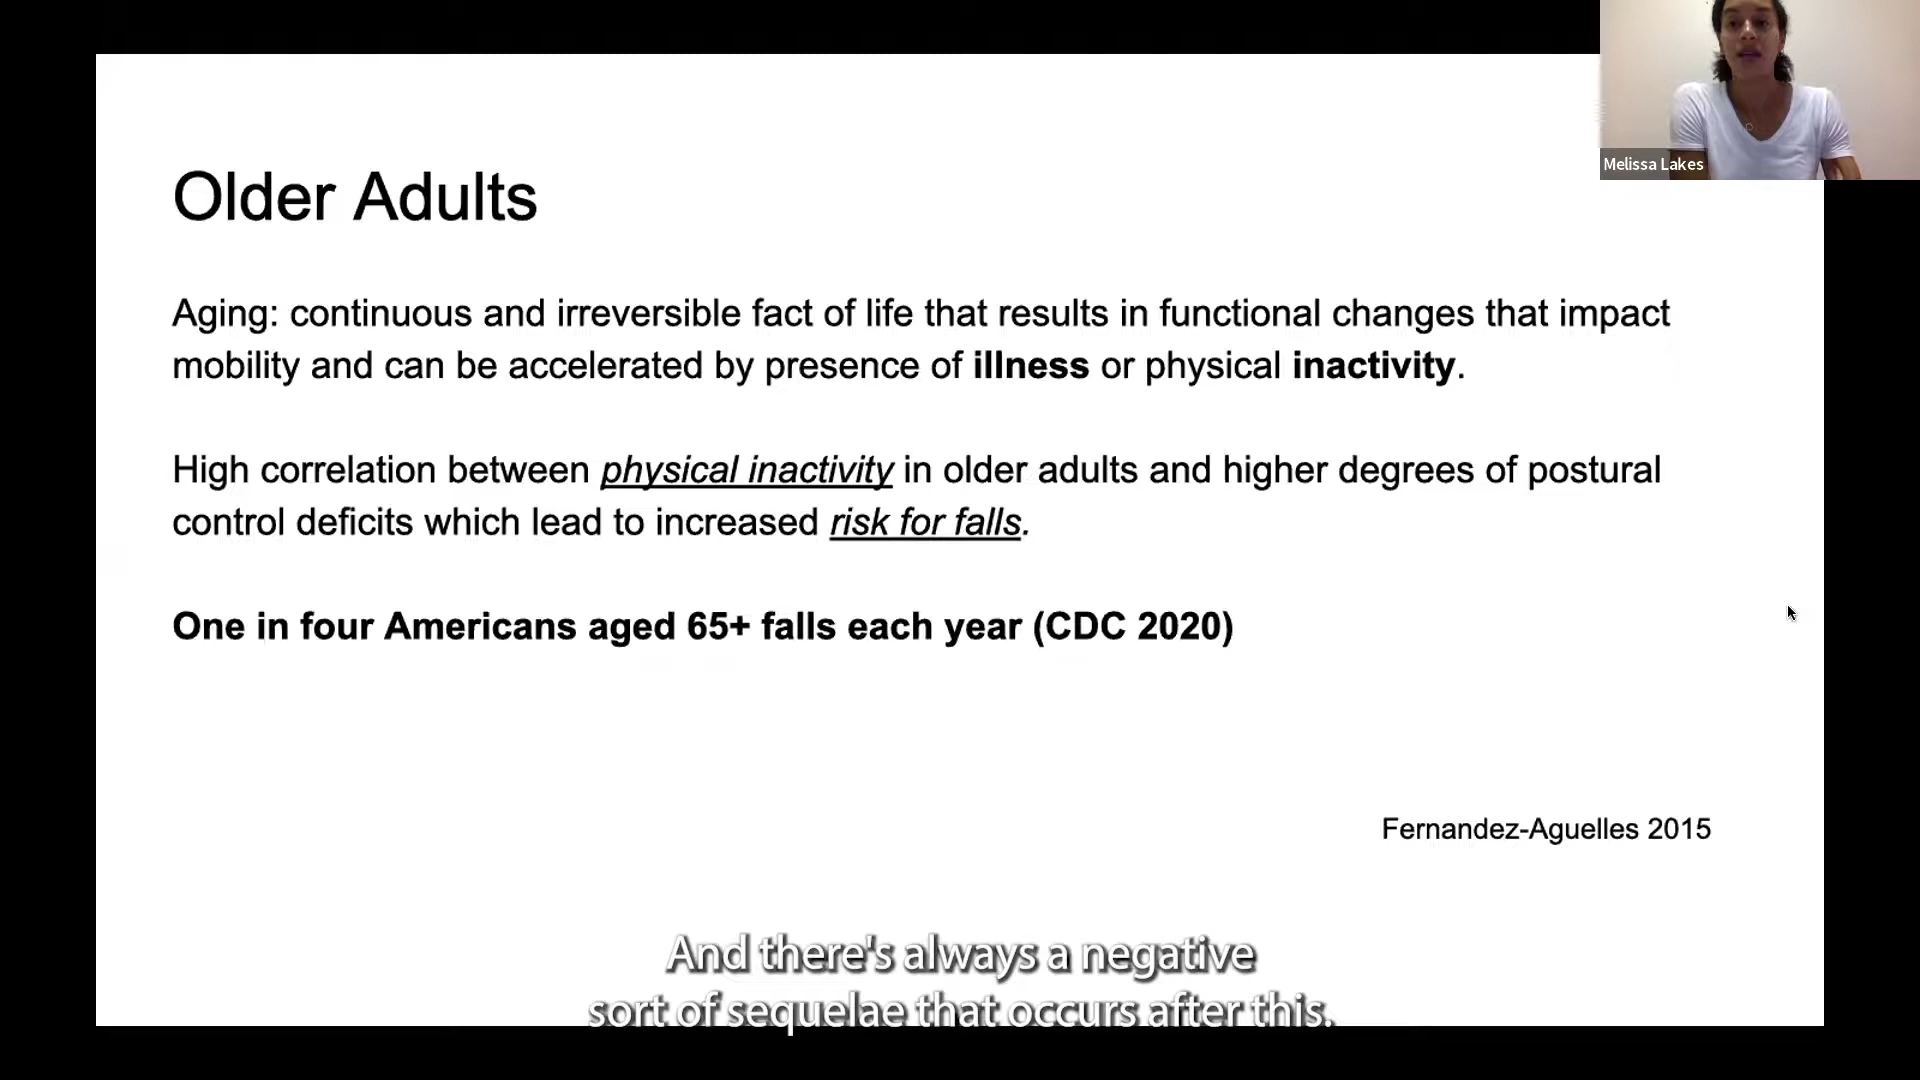 Melissa Lakes
Older Adults
Aging: continuous and irreversible fact of life that results in functional changes that impact
mobility and can be accelerated by presence of illness or physical inactivity.
High correlation between physical inactivity in older adults and higher degrees of postural
control deficits which lead to increased risk for falls.
One in four Americans aged 65+ falls each year (CDC 2020)
Fernandez-Aguelles 2015
And there's always a negative
sort of sequelae that occurs after this.